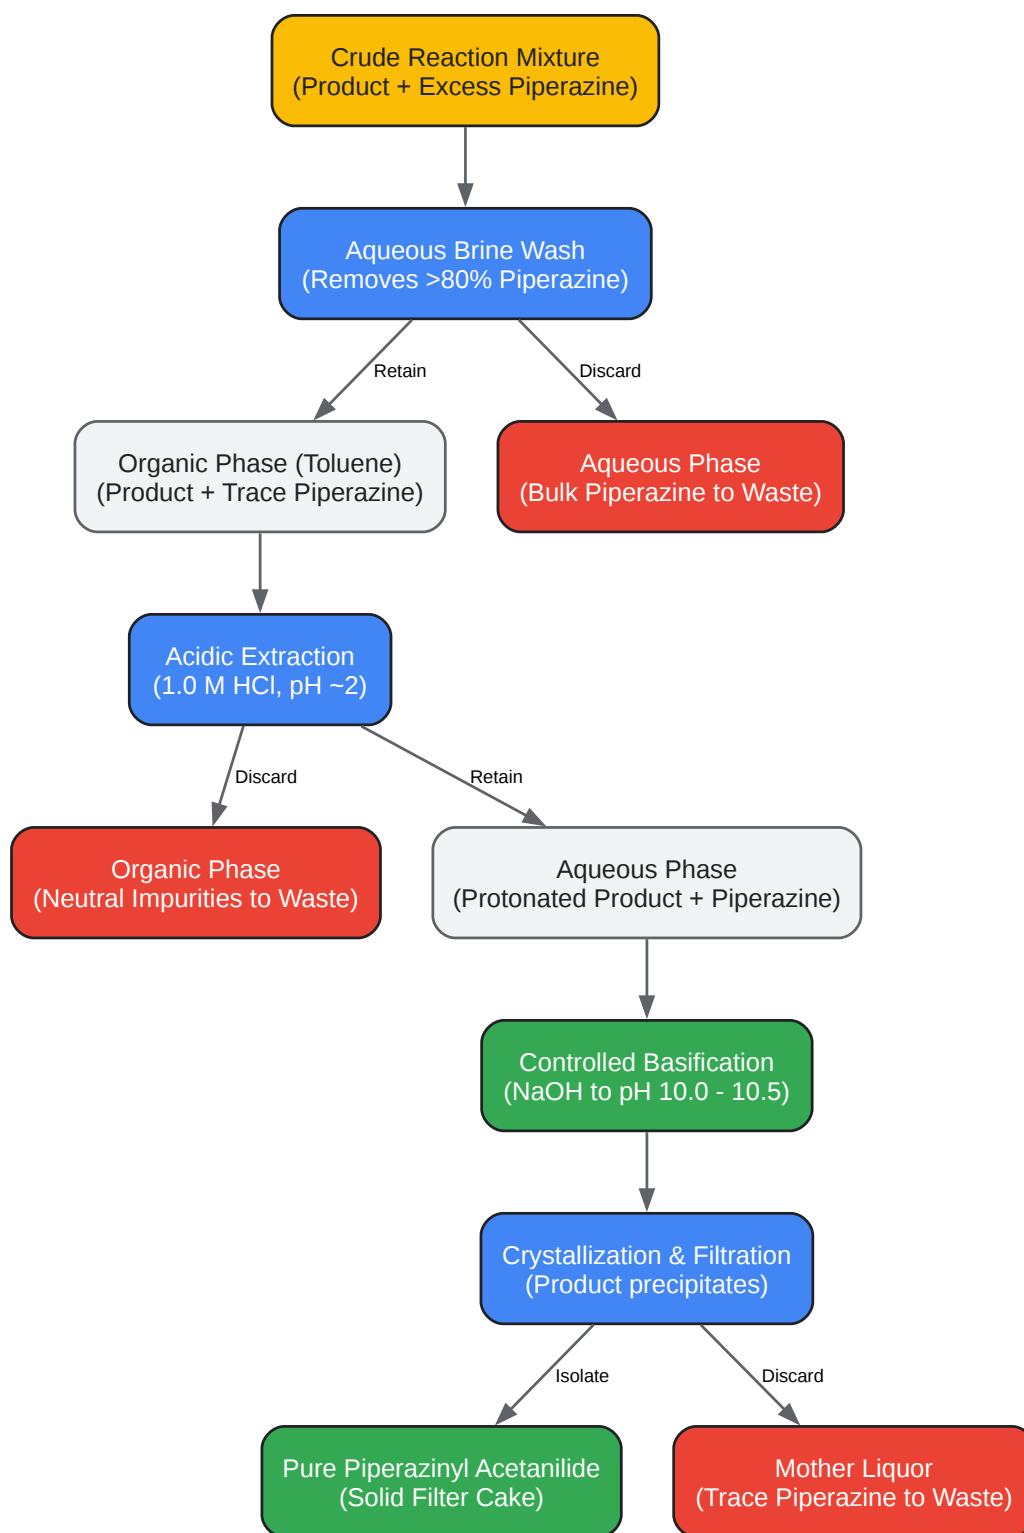 Crude Reaction Mixture
(Product + Excess Piperazine)
Aqueous Brine Wash
(Removes >80% Piperazine)
Retain
Discard
Organic Phase (Toluene)
(Product + Trace Piperazine)
Aqueous Phase
(Bulk Piperazine to Waste)
Acidic Extraction
(1.0 M HCl, pH ~2)
Discard
Retain
Organic Phase
(Neutral Impurities to Waste)
Aqueous Phase
(Protonated Product + Piperazine)
Controlled Basification
(NaOH to pH 10.0 - 10.5)
Crystallization & Filtration
(Product precipitates)
Isolate
Discard
Pure Piperazinyl Acetanilide
(Solid Filter Cake)
Mother Liquor
(Trace Piperazine to Waste)